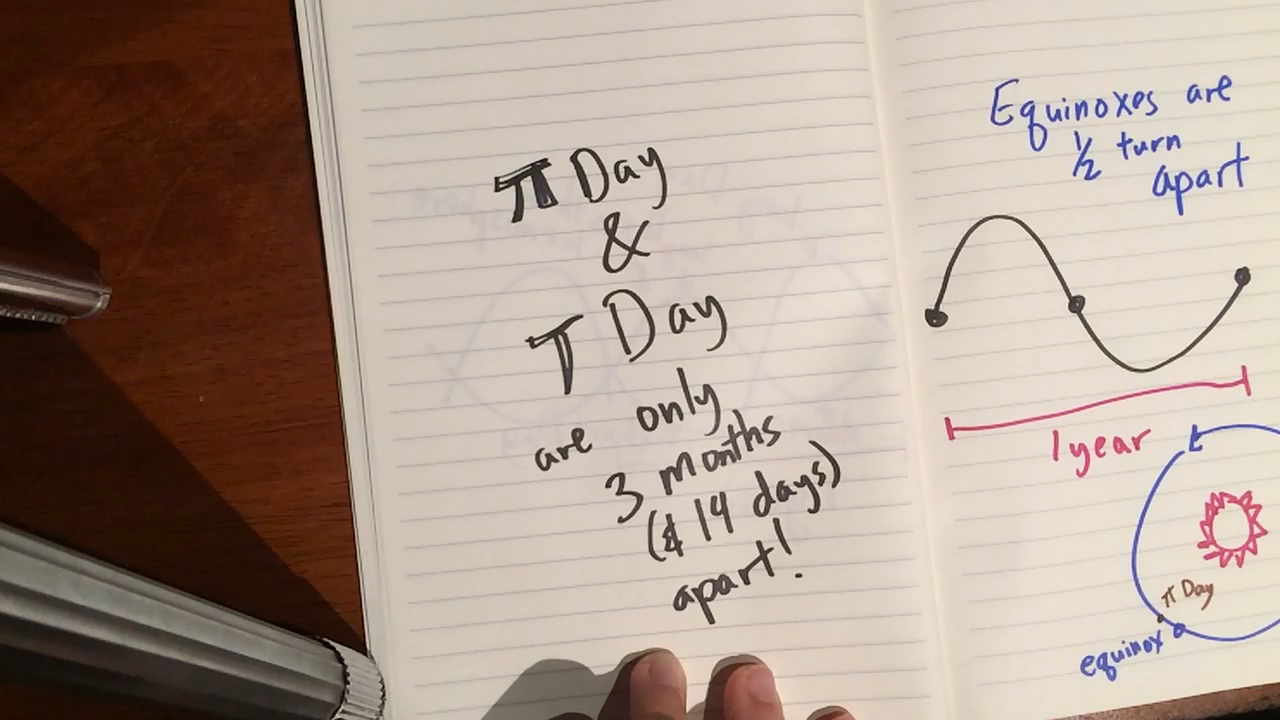 π Day
&
τ Day
are only
3 months
(& 14 days)
apart!
Equinoxes are
1/2 turn
apart
1 year
π Day
equinox